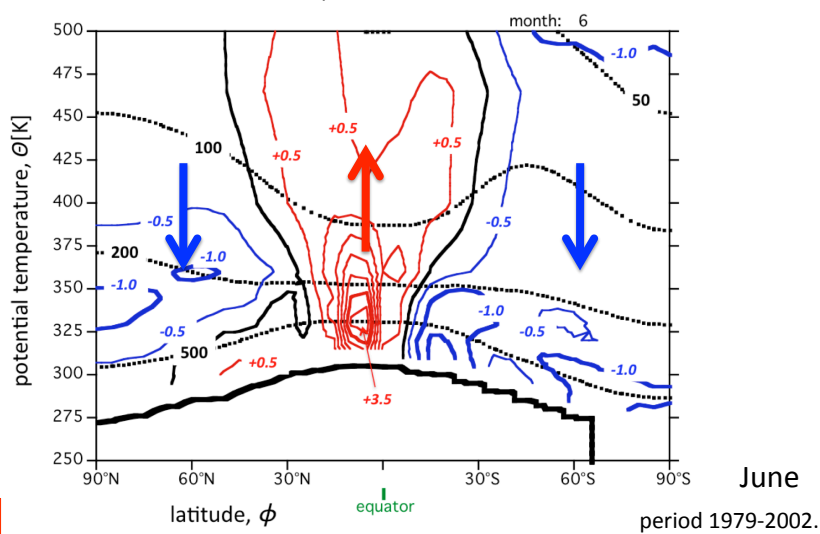 month: 6
500
475
450
425
400
375
350
325
300
275
250
potential temperature, Θ[K]
-1.0
50
100
+0.5
+0.5
+0.5
-0.5
-0.5
200
-1.0
-1.0
-1.0
-0.5
-0.5
500
+0.5
-1.0
+3.5
90°N
60°N
30°N
30°S
60°S
90°S
equator
latitude, ϕ
June
period 1979-2002.